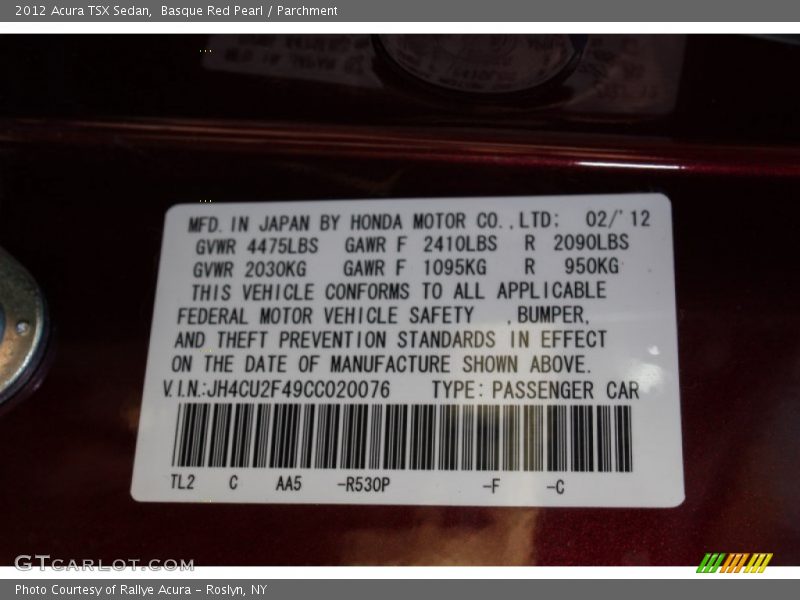 2012 Acura TSX Sedan, Basque Red Pearl / Parchment
MFD. IN JAPAN BY HONDA MOTOR CO., LTD: 02/'12
GVWR 4475LBS GAWR F 2410LBS R 2090LBS
GVWR 2030KG GAWR F 1095KG R 950KG
THIS VEHICLE CONFORMS TO ALL APPLICABLE
FEDERAL MOTOR VEHICLE SAFETY , BUMPER,
AND THEFT PREVENTION STANDARDS IN EFFECT
ON THE DATE OF MANUFACTURE SHOWN ABOVE.
V.I.N.:JH4CU2F49CC020076 TYPE: PASSENGER CAR
TL2 C AA5 -R530P -F -C
GTcarlot.com
Photo Courtesy of Rallye Acura - Roslyn, NY